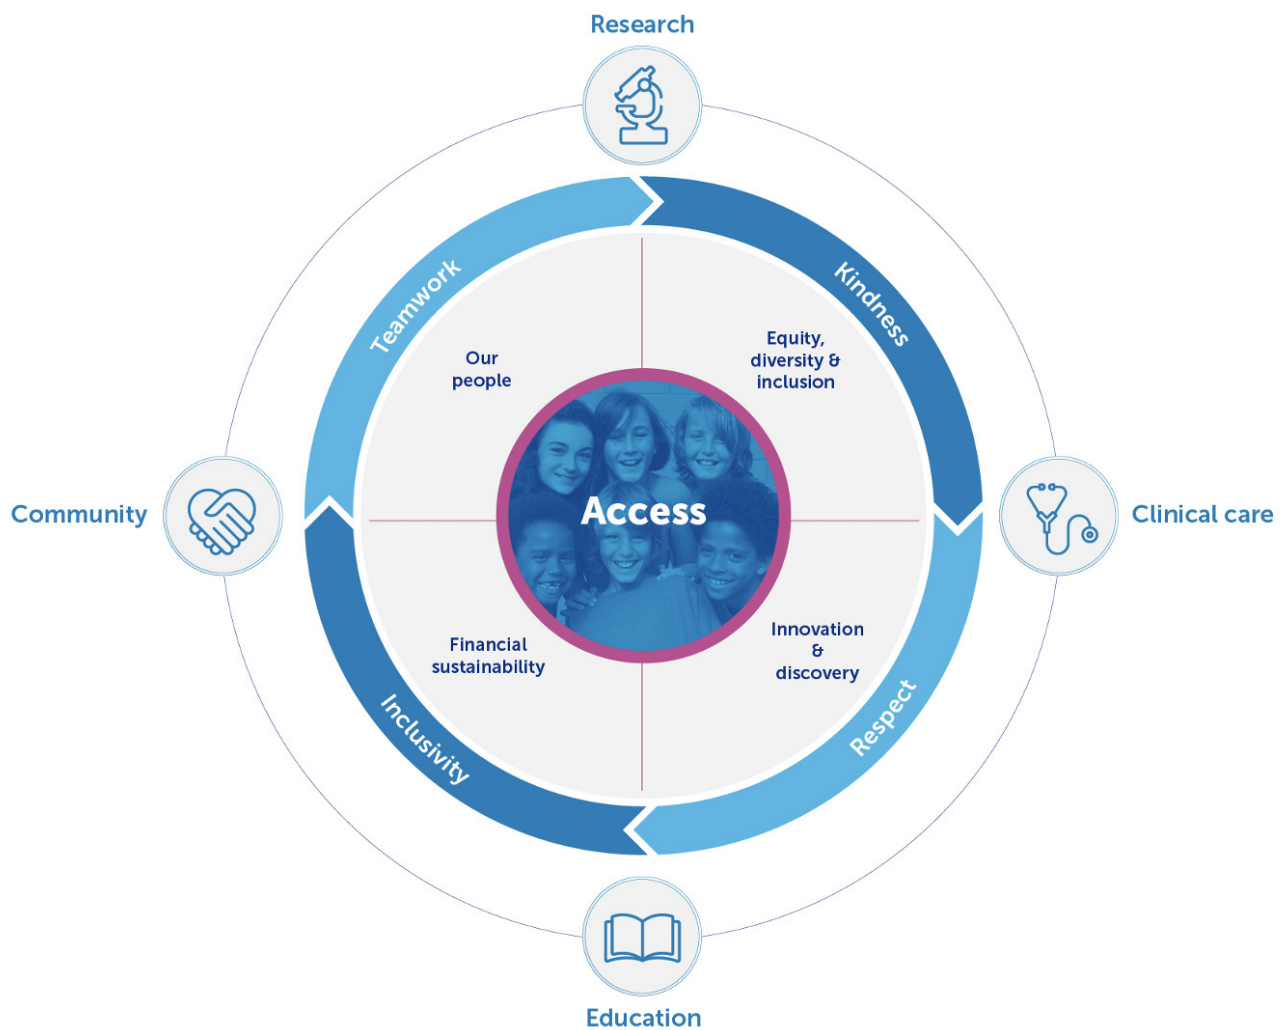 Research
Teamwork
Kindness
Our
people
Equity,
diversity &
inclusion
Community
Access
Clinical care
Financial
sustainability
Innovation
&
discovery
Inclusivity
Respect
Education